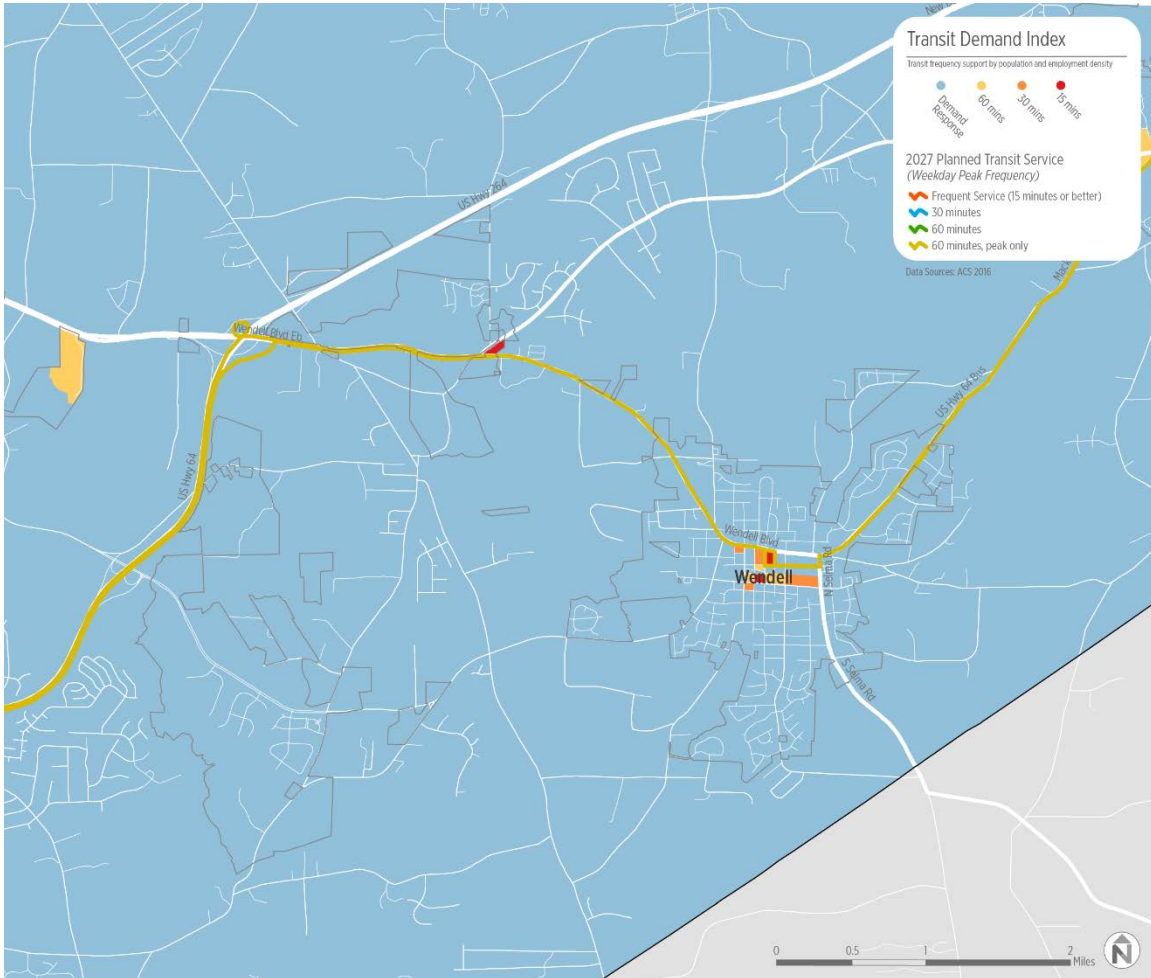 Transit Demand Index
Transit frequency support by population and employment density
Demand
Response
60 mins
30 mins
15 mins
2027 Planned Transit Service
(Weekday Peak Frequency)
Frequent Service (15 minutes or better)
30 minutes
60 minutes
60 minutes, peak only
Data Sources: ACS 2016
US Hwy 264
Wendell Blvd Eb
US Hwy 64
US Hwy 64 Bus
Wendell Blvd
Wendell
N Selma Rd
S Selma Rd
0 0.5 1 2
Miles
N